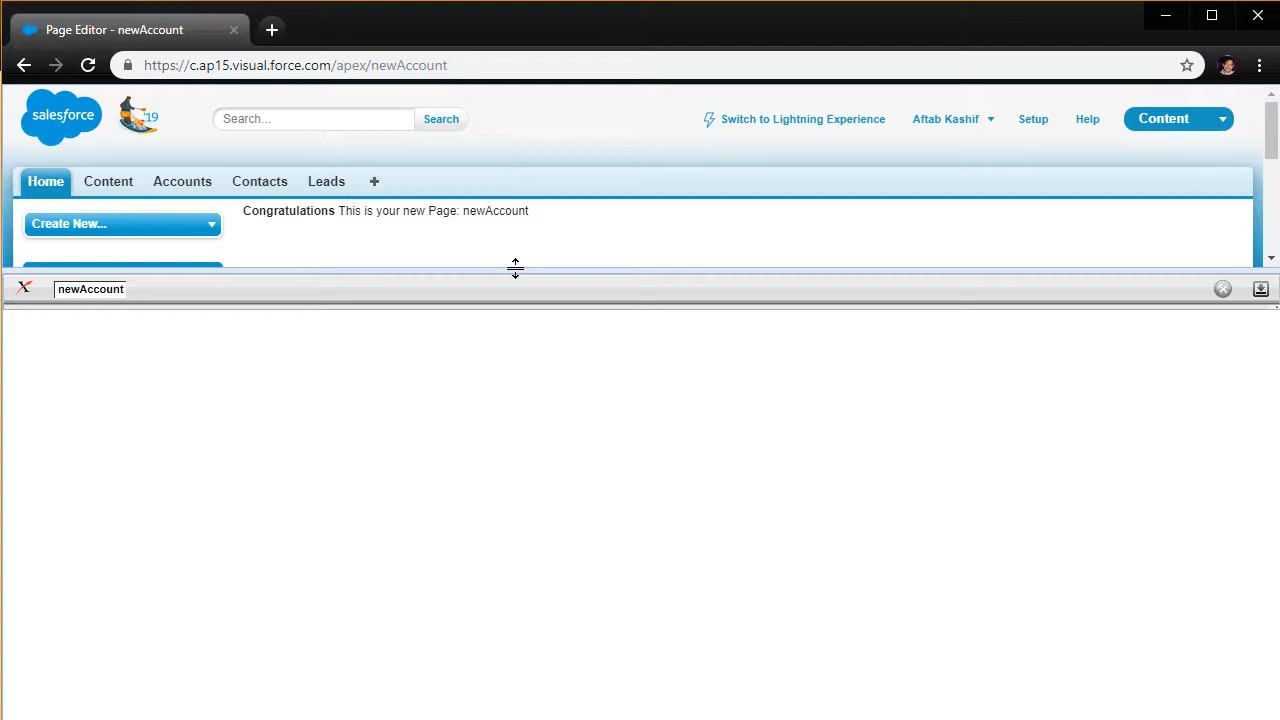 Page Editor - newAccount
https://c.ap15.visual.force.com/apex/newAccount
salesforce
'19
Search...
Search
Switch to Lightning Experience
Aftab Kashif
Setup
Help
Content
Home
Content
Accounts
Contacts
Leads
Create New...
Congratulations This is your new Page: newAccount
newAccount